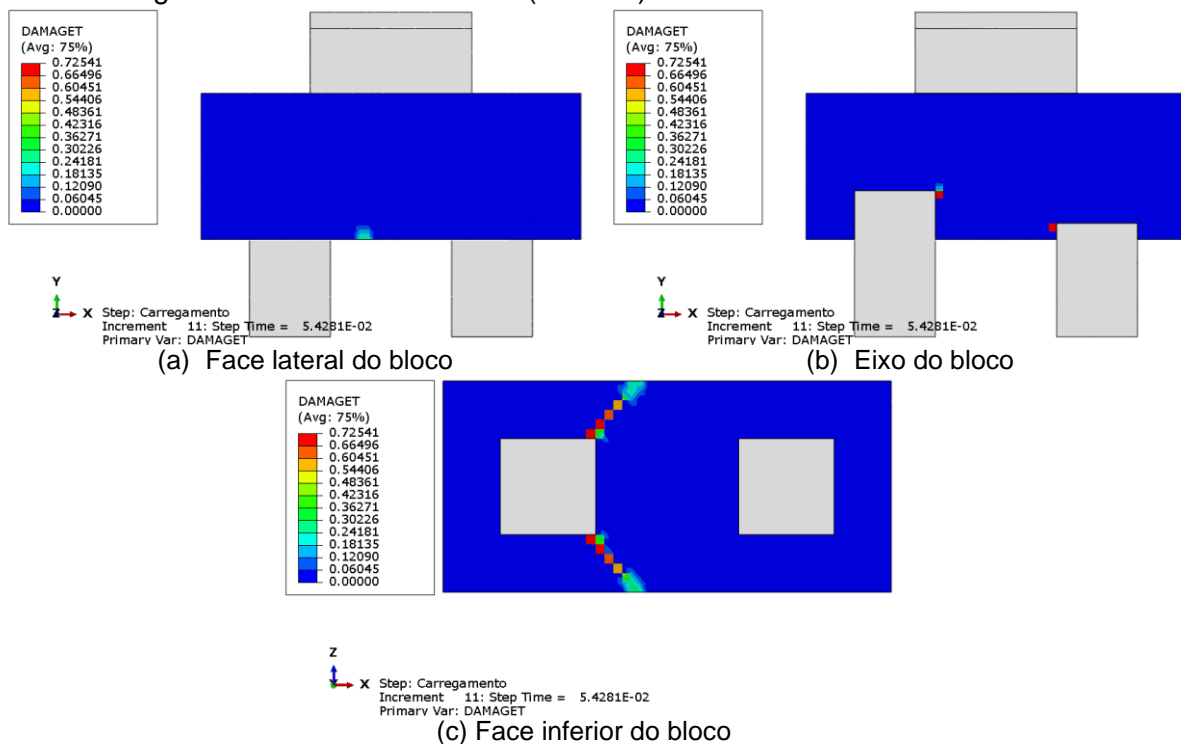 DAMAGET
(Avg: 75%)
0.72541
0.66496
0.60451
0.54406
0.48361
0.42316
0.36271
0.30226
0.24181
0.18135
0.12090
0.06045
0.00000
Y
Z X
Step: Carregamento
Increment 11: Step Time = 5.4281E-02
Primary Var: DAMAGET
(a) Face lateral do bloco
DAMAGET
(Avg: 75%)
0.72541
0.66496
0.60451
0.54406
0.48361
0.42316
0.36271
0.30226
0.24181
0.18135
0.12090
0.06045
0.00000
Y
Z X
Step: Carregamento
Increment 11: Step Time = 5.4281E-02
Primary Var: DAMAGET
(b) Eixo do bloco
DAMAGET
(Avg: 75%)
0.72541
0.66496
0.60451
0.54406
0.48361
0.42316
0.36271
0.30226
0.24181
0.18135
0.12090
0.06045
0.00000
Z
Y X
Step: Carregamento
Increment 11: Step Time = 5.4281E-02
Primary Var: DAMAGET
(c) Face inferior do bloco